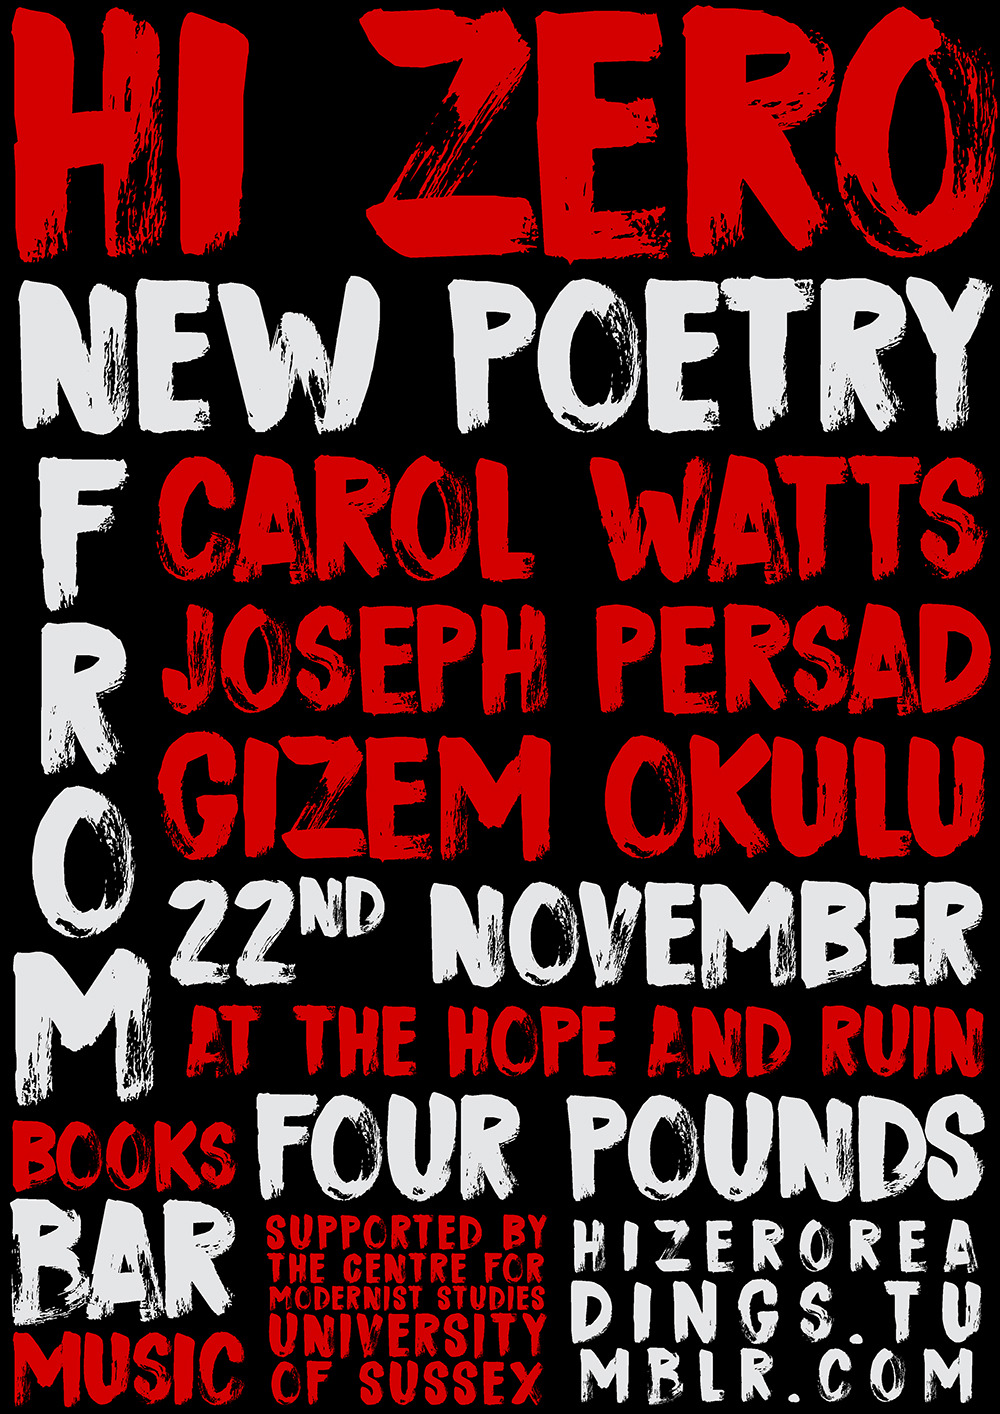 HI ZERO
NEW POETRY
FROM
CAROL WATTS
JOSEPH PERSAD
GIZEM OKULU
22ND NOVEMBER
AT THE HOPE AND RUIN
FOUR POUNDS
BOOKS
BAR
MUSIC
SUPPORTED BY
THE CENTRE FOR
MODERNIST STUDIES
UNIVERSITY
OF SUSSEX
HIZEROREA
DINGS.TU
MBLR.COM